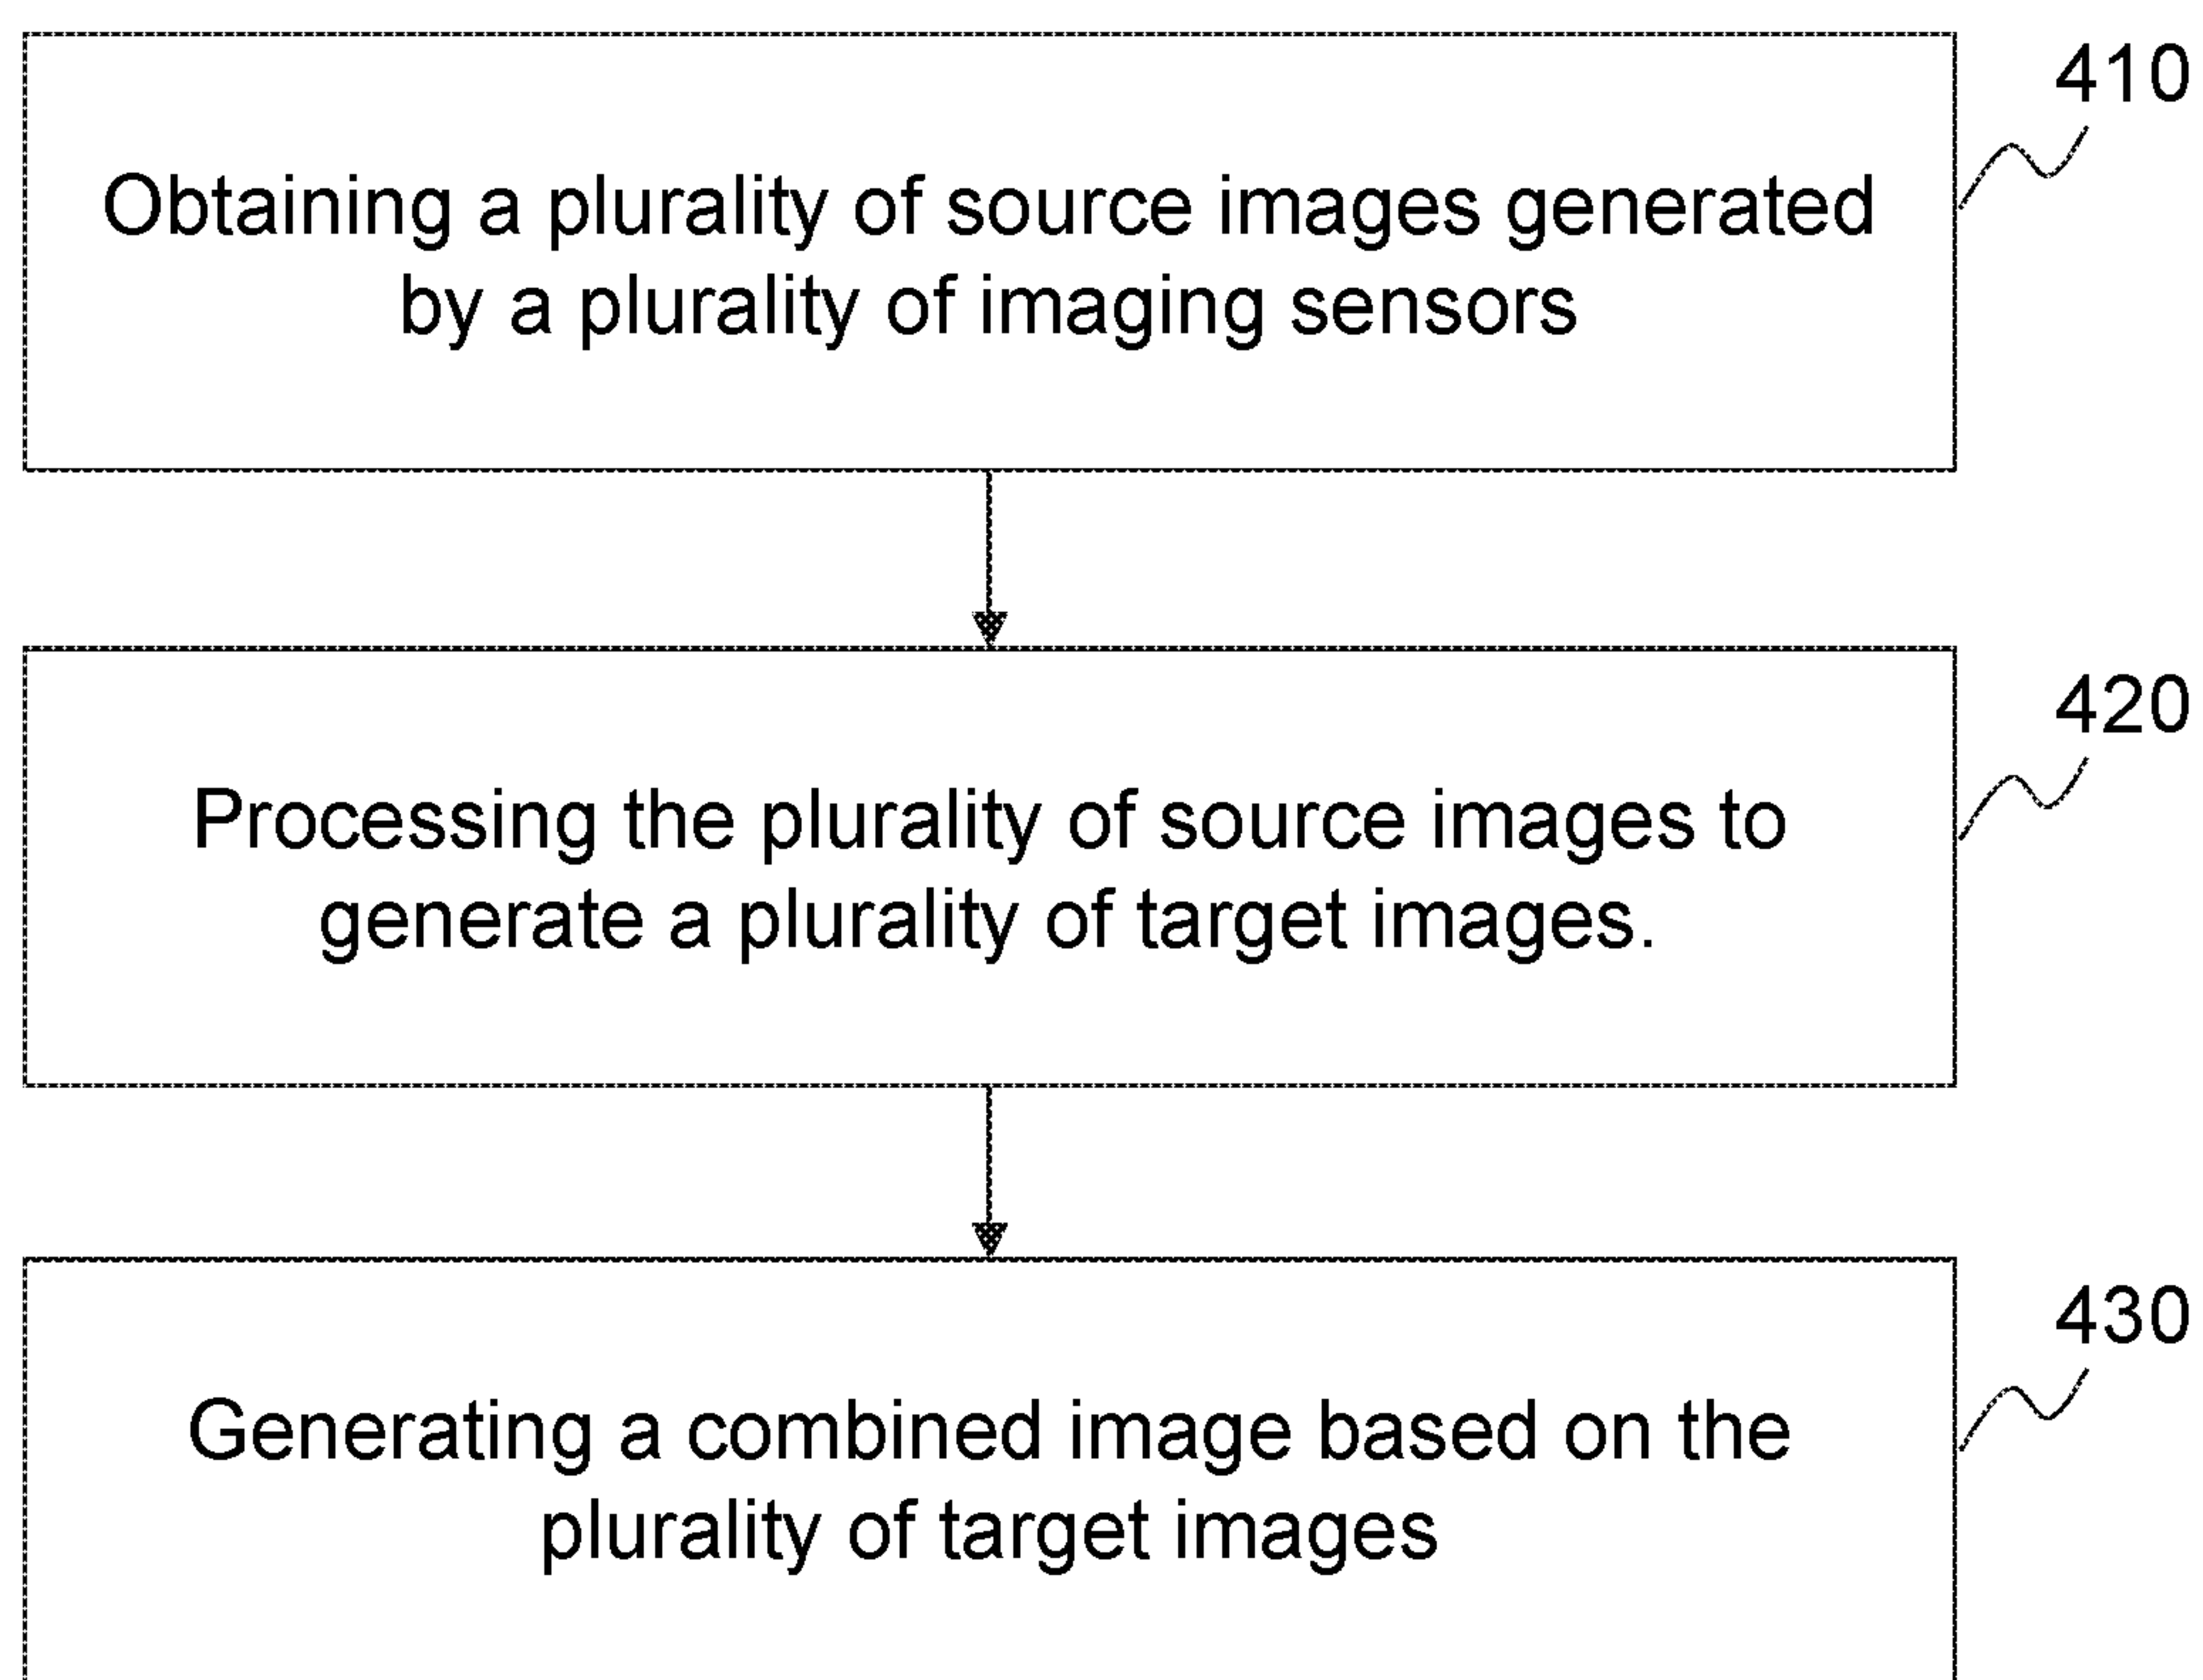 410
Obtaining a plurality of source images generated
by a plurality of imaging sensors
420
Processing the plurality of source images to
generate a plurality of target images.
430
Generating a combined image based on the
plurality of target images